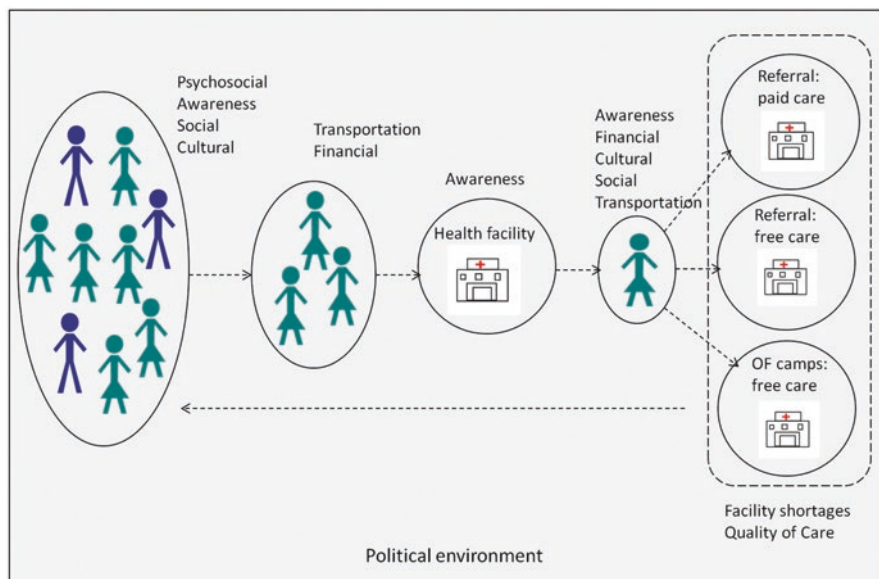 Psychosocial
Awareness
Social
Cultural
Transportation
Financial
Awareness
Health facility
Awareness
Financial
Cultural
Social
Transportation
Referral:
paid care
Referral:
free care
OF camps:
free care
Facility shortages
Quality of Care
Political environment